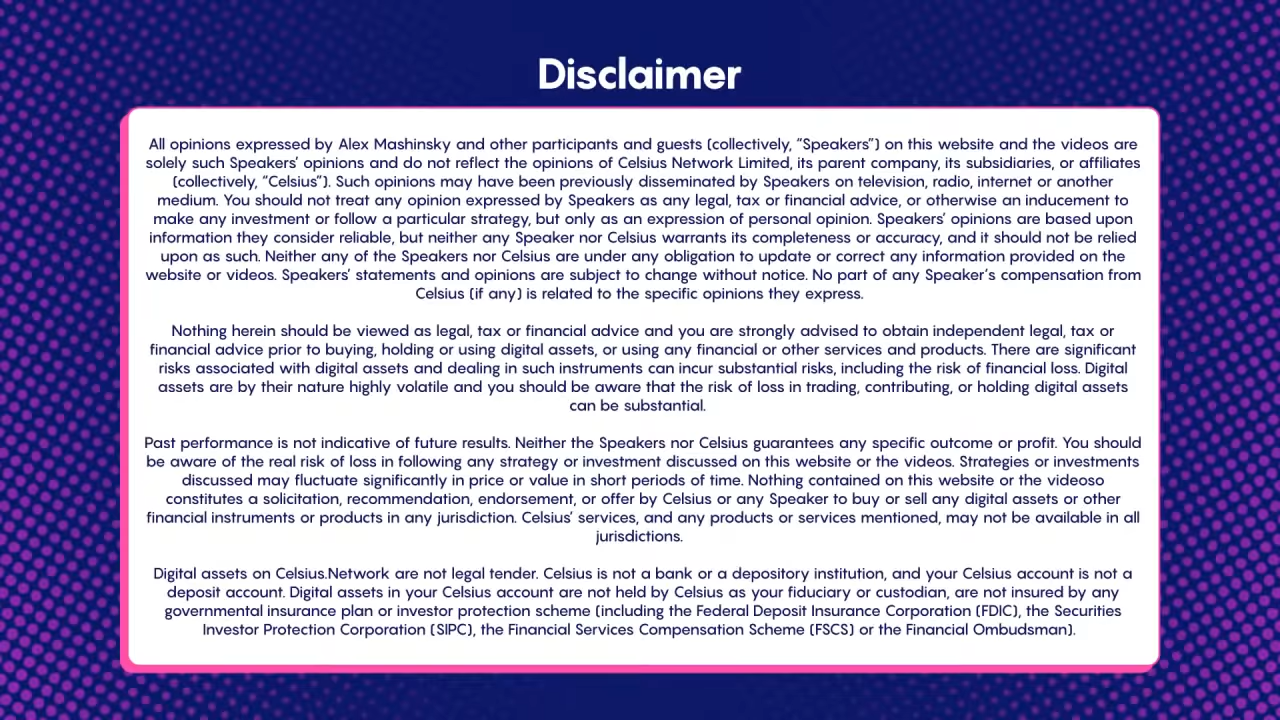 Disclaimer
All opinions expressed by Alex Mashinsky and other participants and guests (collectively, “Speakers”) on this website and the videos are
solely such Speakers’ opinions and do not reflect the opinions of Celsius Network Limited, its parent company, its subsidiaries, or affiliates
(collectively, “Celsius”). Such opinions may have been previously disseminated by Speakers on television, radio, internet or another
medium. You should not treat any opinion expressed by Speakers as any legal, tax or financial advice, or otherwise an inducement to
make any investment or follow a particular strategy, but only as an expression of personal opinion. Speakers’ opinions are based upon
information they consider reliable, but neither any Speaker nor Celsius warrants its completeness or accuracy, and it should not be relied
upon as such. Neither any of the Speakers nor Celsius are under any obligation to update or correct any information provided on the
website or videos. Speakers’ statements and opinions are subject to change without notice. No part of any Speaker’s compensation from
Celsius (if any) is related to the specific opinions they express.
Nothing herein should be viewed as legal, tax or financial advice and you are strongly advised to obtain independent legal, tax or
financial advice prior to buying, holding or using digital assets, or using any financial or other services and products. There are significant
risks associated with digital assets and dealing in such instruments can incur substantial risks, including the risk of financial loss. Digital
assets are by their nature highly volatile and you should be aware that the risk of loss in trading, contributing, or holding digital assets
can be substantial.
Past performance is not indicative of future results. Neither the Speakers nor Celsius guarantees any specific outcome or profit. You should
be aware of the real risk of loss in following any strategy or investment discussed on this website or the videos. Strategies or investments
discussed may fluctuate significantly in price or value in short periods of time. Nothing contained on this website or the videoso
constitutes a solicitation, recommendation, endorsement, or offer by Celsius or any Speaker to buy or sell any digital assets or other
financial instruments or products in any jurisdiction. Celsius’ services, and any products or services mentioned, may not be available in all
jurisdictions.
Digital assets on Celsius.Network are not legal tender. Celsius is not a bank or a depository institution, and your Celsius account is not a
deposit account. Digital assets in your Celsius account are not held by Celsius as your fiduciary or custodian, are not insured by any
governmental insurance plan or investor protection scheme (including the Federal Deposit Insurance Corporation (FDIC), the Securities
Investor Protection Corporation (SIPC), the Financial Services Compensation Scheme (FSCS) or the Financial Ombudsman).